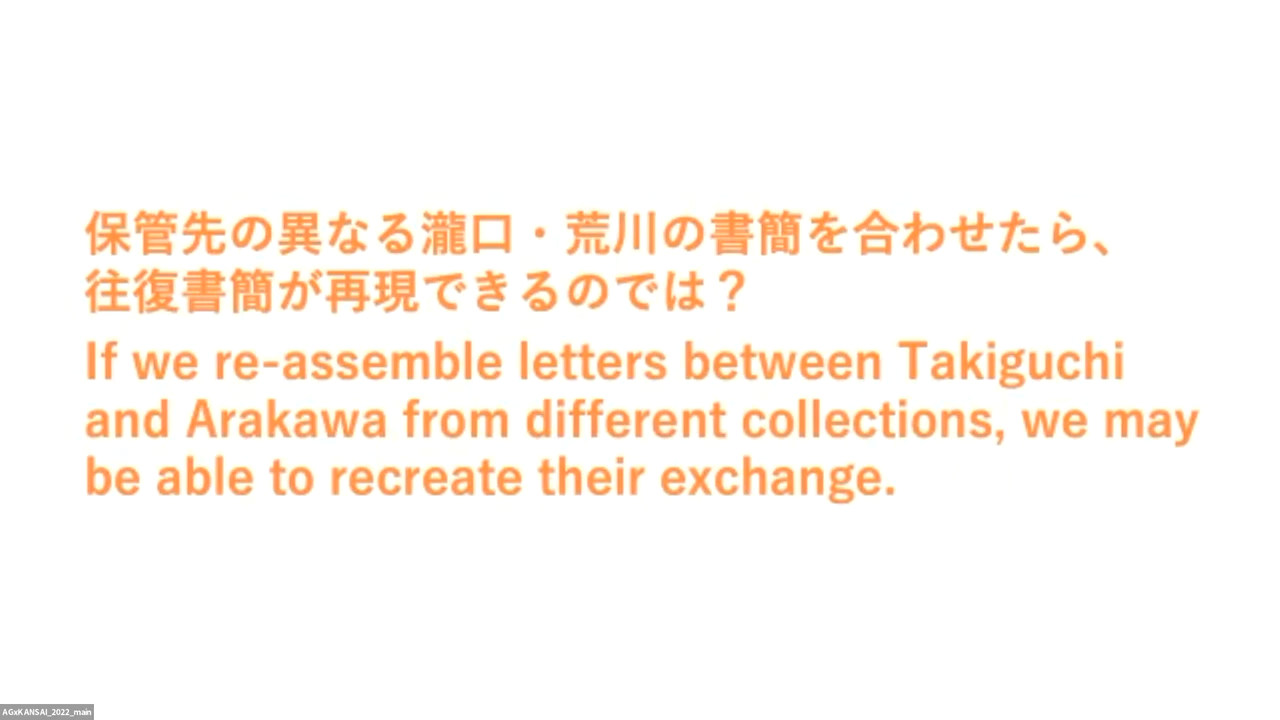 保管先の異なる瀧口・荒川の書簡を合わせたら、
往復書簡が再現できるのでは？
If we re-assemble letters between Takiguchi
and Arakawa from different collections, we may
be able to recreate their exchange.
AGxKANSAI_2022_main